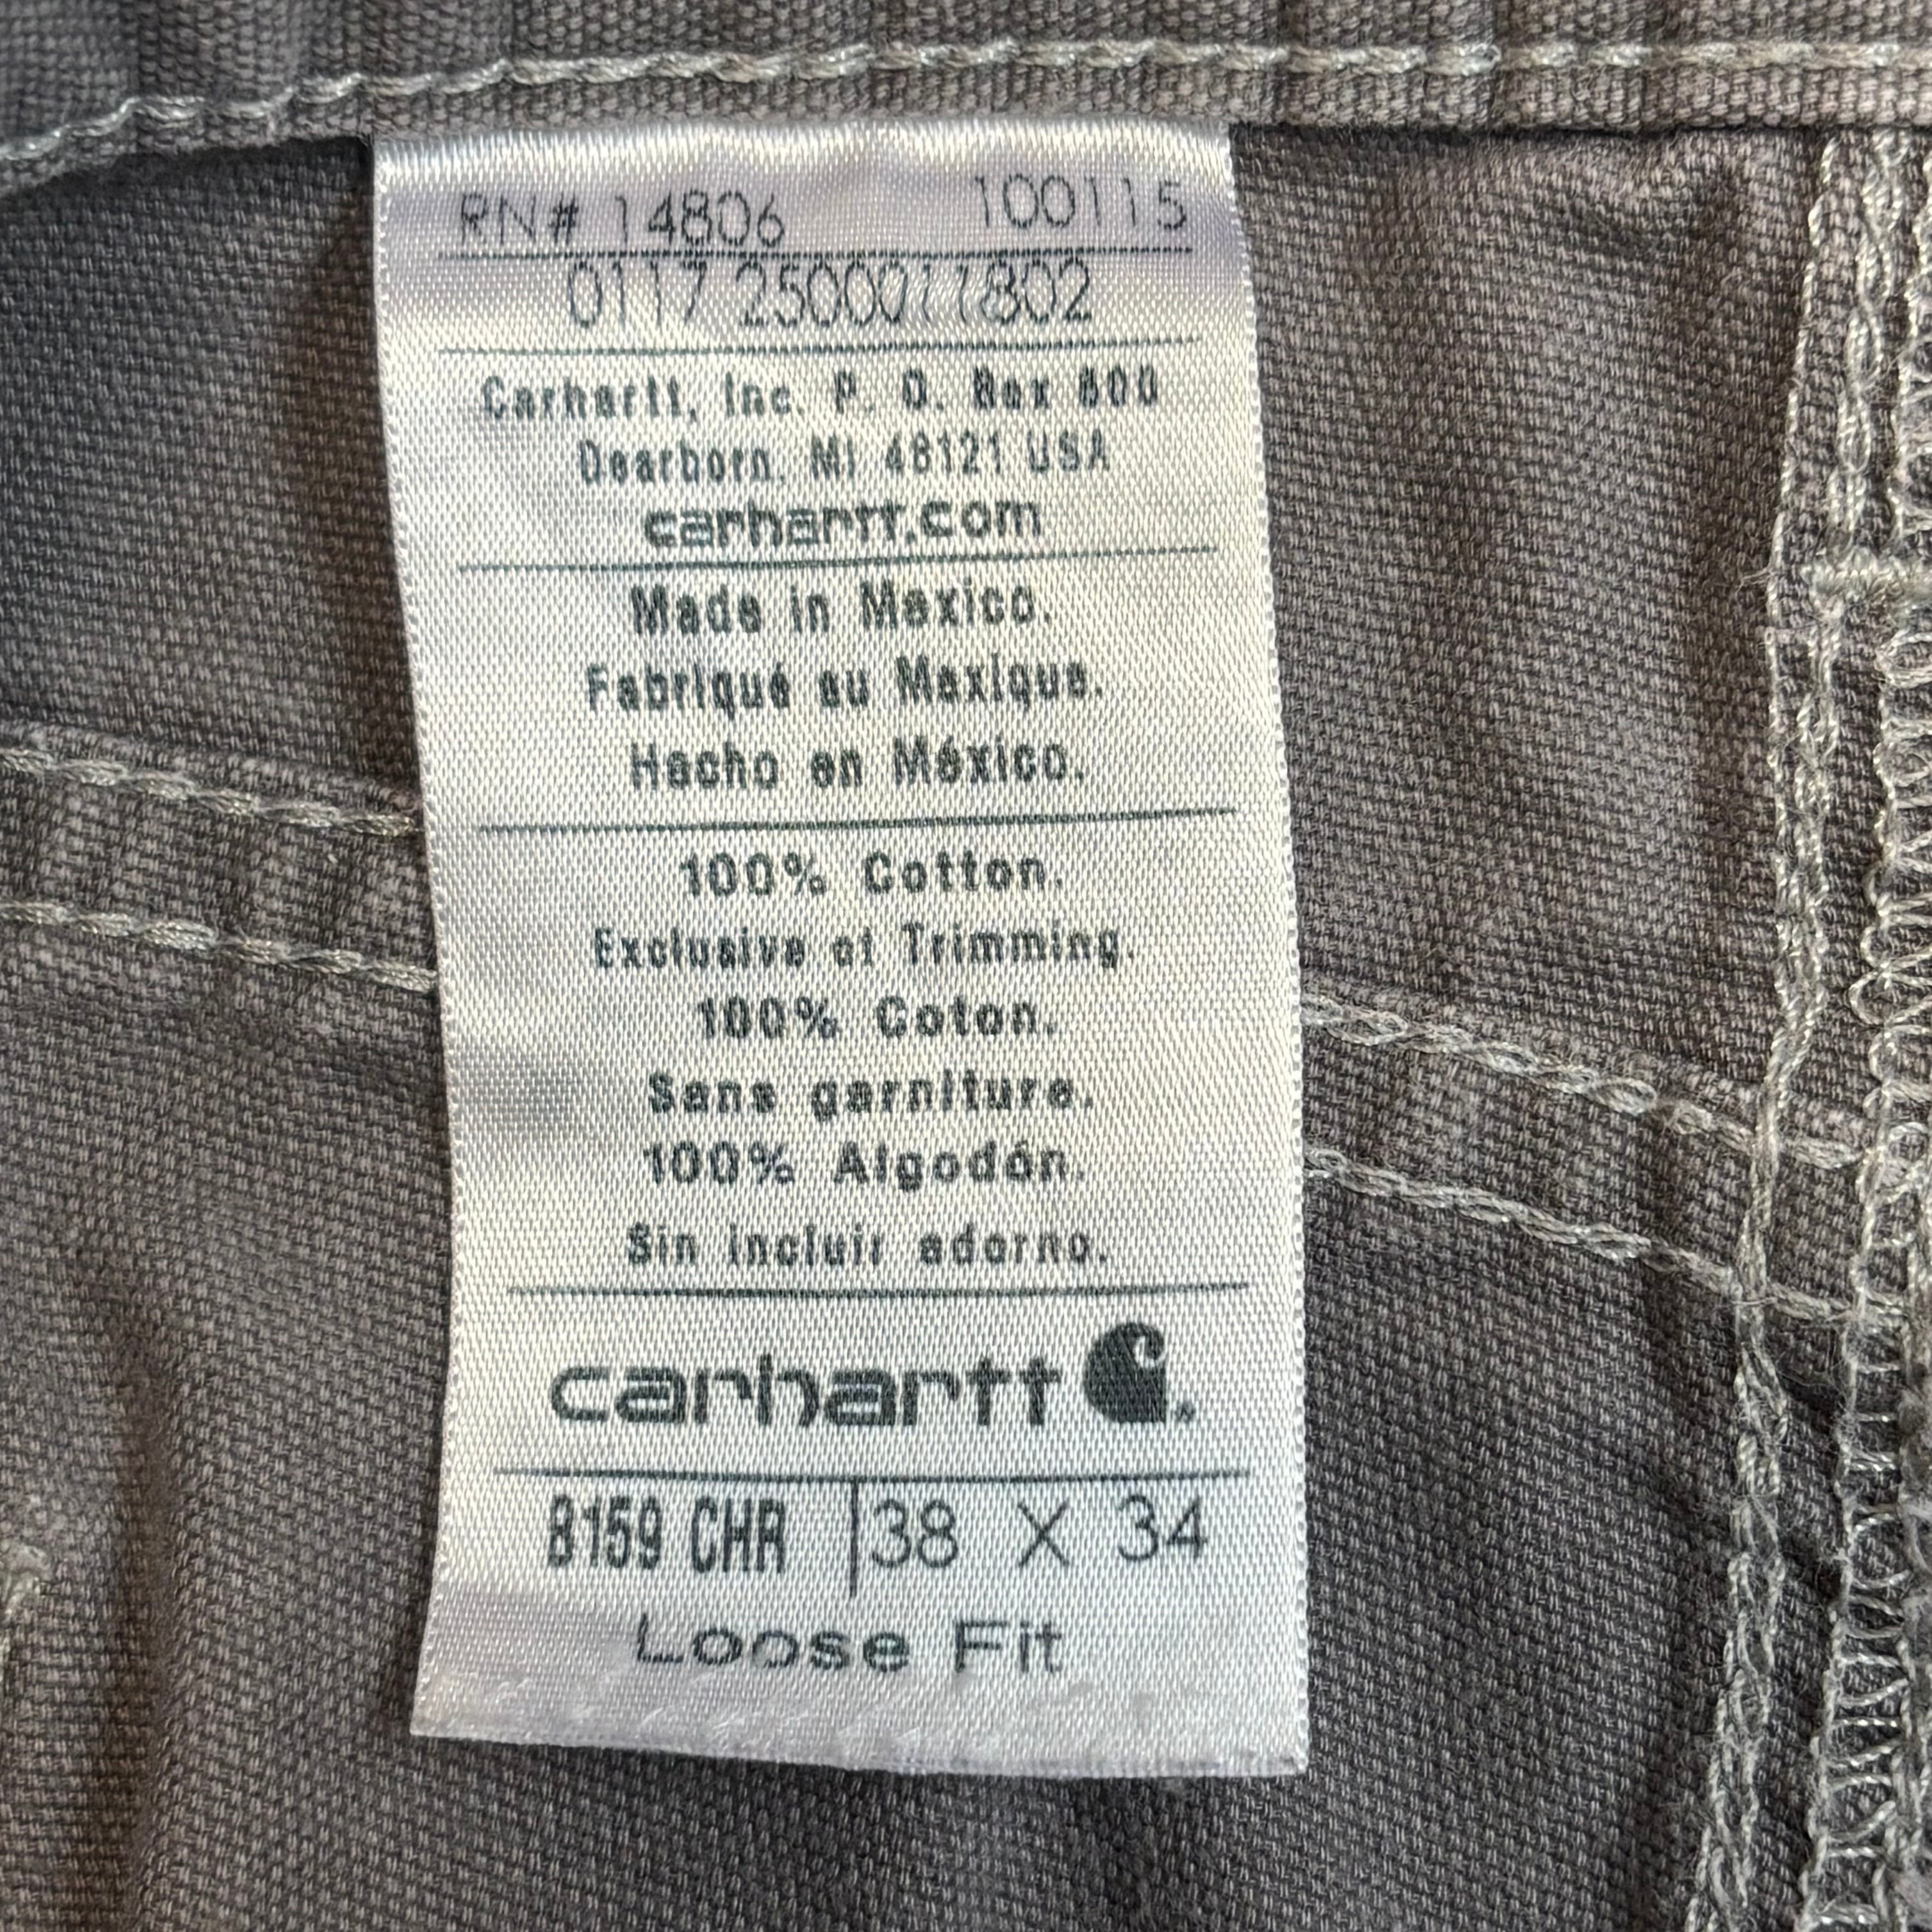 RN# 14806 100115
0117 2500011802
Carhartt, Inc. P. O. Box 600
Dearborn, MI 48121 USA
carhartt.com
Made in Mexico.
Fabriqué au Mexique.
Hecho en México.
100% Cotton.
Exclusive of Trimming.
100% Coton.
Sans garniture.
100% Algodón.
Sin incluir adorno.
carhartt
B159 CHR 38 X 34
Loose Fit